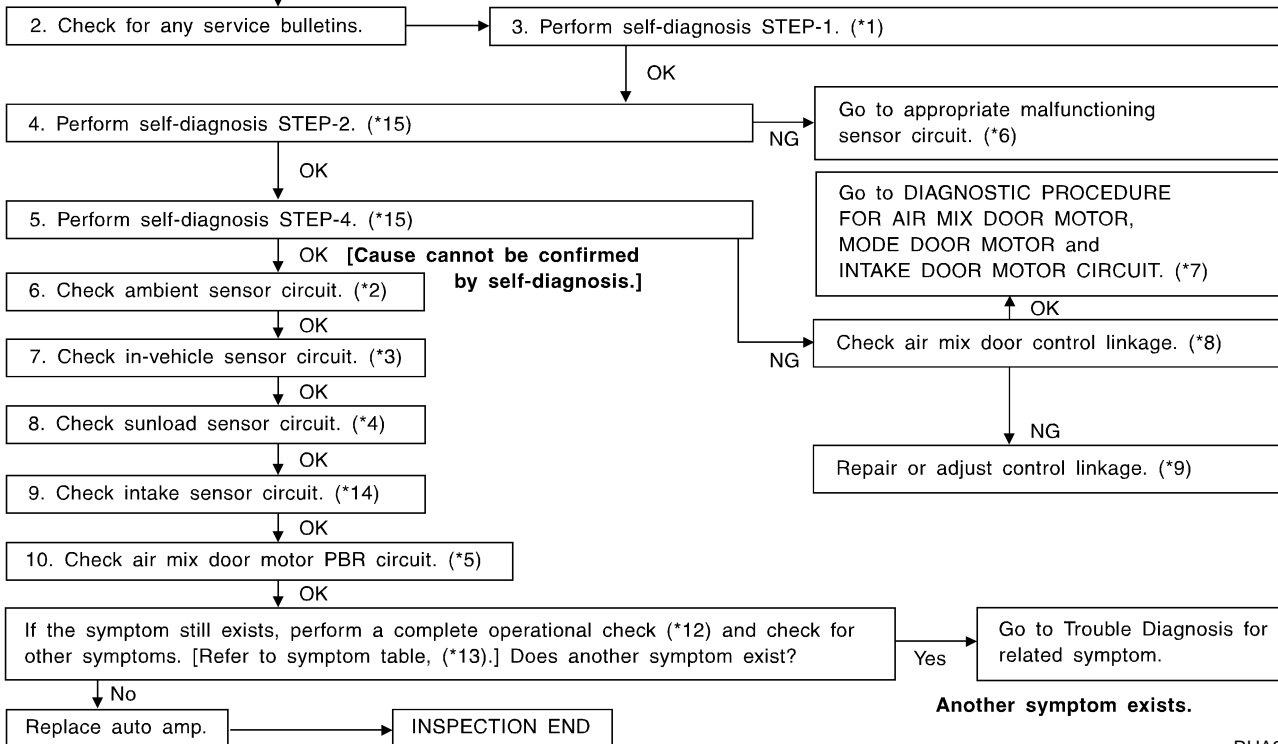 2. Check for any service bulletins.
3. Perform self-diagnosis STEP-1. (*1)
OK
4. Perform self-diagnosis STEP-2. (*15)
NG
Go to appropriate malfunctioning
sensor circuit. (*6)
OK
5. Perform self-diagnosis STEP-4. (*15)
Go to DIAGNOSTIC PROCEDURE
FOR AIR MIX DOOR MOTOR,
MODE DOOR MOTOR and
INTAKE DOOR MOTOR CIRCUIT. (*7)
OK
[Cause cannot be confirmed
by self-diagnosis.]
6. Check ambient sensor circuit. (*2)
OK
OK
NG
Check air mix door control linkage. (*8)
7. Check in-vehicle sensor circuit. (*3)
OK
8. Check sunload sensor circuit. (*4)
NG
OK
Repair or adjust control linkage. (*9)
9. Check intake sensor circuit. (*14)
OK
10. Check air mix door motor PBR circuit. (*5)
OK
If the symptom still exists, perform a complete operational check (*12) and check for
other symptoms. [Refer to symptom table, (*13).] Does another symptom exist?
Yes
Go to Trouble Diagnosis for
related symptom.
No
Another symptom exists.
Replace auto amp.
INSPECTION END